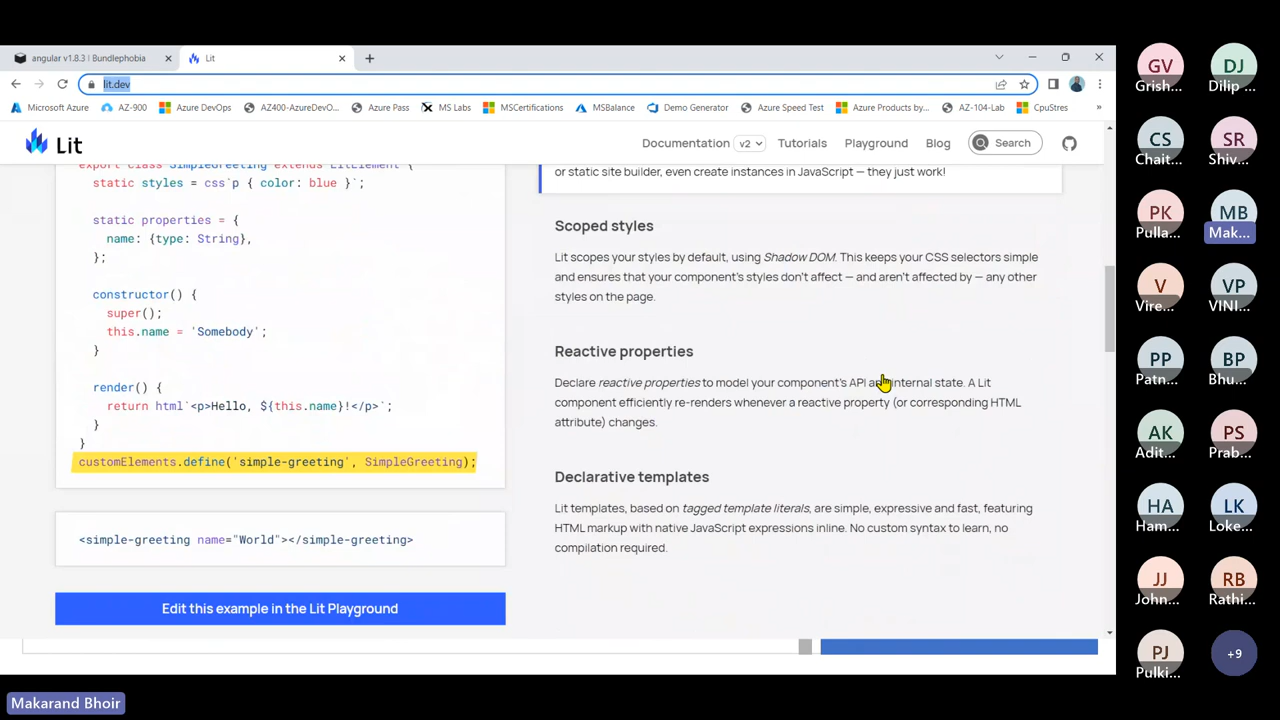 angular v1.8.3 | Bundlephobia
Lit
lit.dev
Microsoft Azure
AZ-900
Azure DevOps
AZ400-AzureDevO...
Azure Pass
MS Labs
MSCertifications
MSBalance
Demo Generator
Azure Speed Test
Azure Products by...
AZ-104-Lab
CpuStres
»
Lit
Documentation
v2
Tutorials
Playground
Blog
Search
export class SimpleGreeting extends LitElement {
static styles = css`p { color: blue }`;
static properties = {
name: {type: String},
};
constructor() {
super();
this.name = 'Somebody';
}
render() {
return html`<p>Hello, ${this.name}!</p>`;
}
}
customElements.define('simple-greeting', SimpleGreeting);
<simple-greeting name="World"></simple-greeting>
Edit this example in the Lit Playground
or static site builder, even create instances in JavaScript — they just work!
Scoped styles
Lit scopes your styles by default, using Shadow DOM. This keeps your CSS selectors simple
and ensures that your component's styles don't affect — and aren't affected by — any other
styles on the page.
Reactive properties
Declare reactive properties to model your component's API and internal state. A Lit
component efficiently re-renders whenever a reactive property (or corresponding HTML
attribute) changes.
Declarative templates
Lit templates, based on tagged template literals, are simple, expressive and fast, featuring
HTML markup with native JavaScript expressions inline. No custom syntax to learn, no
compilation required.
GV
Grish...
DJ
Dilip ...
CS
Chait...
SR
Shiv...
PK
Pulla...
MB
Mak...
V
Vire...
VP
VINI...
PP
Patn...
BP
Bhu...
AK
Adit...
PS
Prab...
HA
Ham...
LK
Loke...
JJ
John...
RB
Rathi...
PJ
Pulki...
+9
Makarand Bhoir